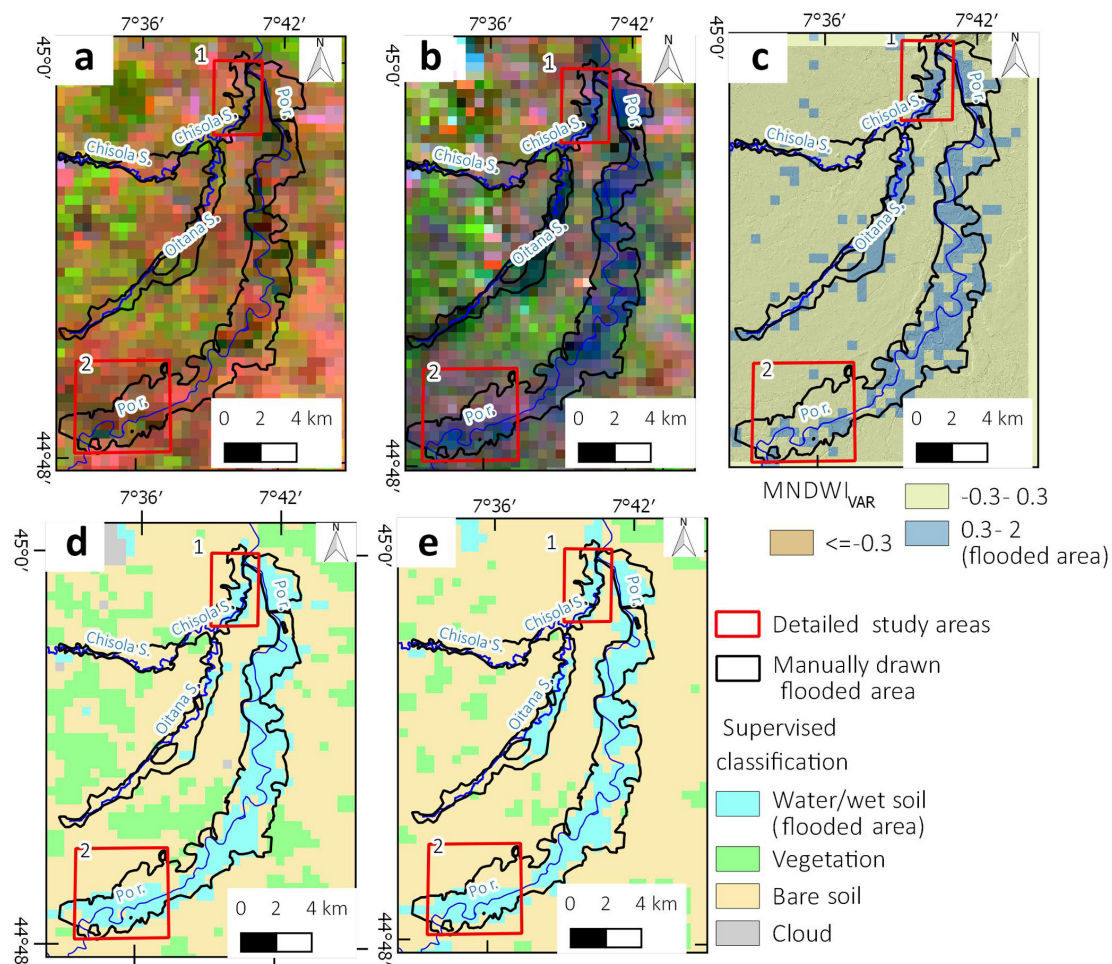 7°36′ 7°42′ 7°36′ 7°42′ 7°36′ 7°42′
45°0′
44°48′
a
N
1
Chisola S.
Chisola S.
Po r.
Oitana S.
2
Po r.
0 2 4 km
b
N
1
Chisola S.
Chisola S.
Po r.
Oitana S.
2
Po r.
0 2 4 km
45°0′
44°48′
c
N
1
Chisola S.
Chisola S.
Po r.
Oitana S.
2
Po r.
0 2 4 km
45°0′
44°48′
MNDWI VAR
<=-0.3
-0.3- 0.3
0.3- 2
(flooded area)
7°36′ 7°42′ 7°36′ 7°42′
45°0′
44°48′
d
N
1
Chisola S.
Chisola S.
Po r.
Oitana S.
2
Po r.
0 2 4 km
45°0′
44°48′
e
N
1
Chisola S.
Chisola S.
Po r.
Oitana S.
2
Po r.
0 2 4 km
Detailed study areas
Manually drawn
flooded area
Supervised
classification
Water/wet soil
(flooded area)
Vegetation
Bare soil
Cloud